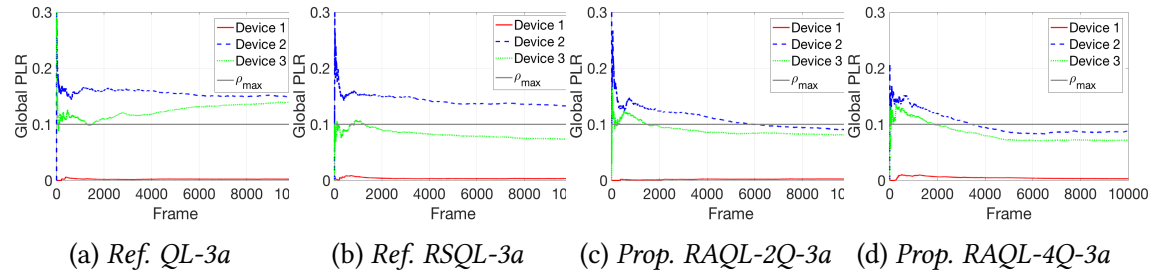 Global PLR
0.3
0.2
0.1
0
0 2000 4000 6000 8000 10
Frame
Device 1
Device 2
Device 3
ρmax
(a) Ref. QL-3a
Global PLR
0.3
0.2
0.1
0
0 2000 4000 6000 8000 10
Frame
Device 1
Device 2
Device 3
ρmax
(b) Ref. RSQL-3a
Global PLR
0.3
0.2
0.1
0
0 2000 4000 6000 8000 10
Frame
Device 1
Device 2
Device 3
ρmax
(c) Prop. RAQL-2Q-3a
Global PLR
0.3
0.2
0.1
0
0 2000 4000 6000 8000 10000
Frame
Device 1
Device 2
Device 3
ρmax
(d) Prop. RAQL-4Q-3a